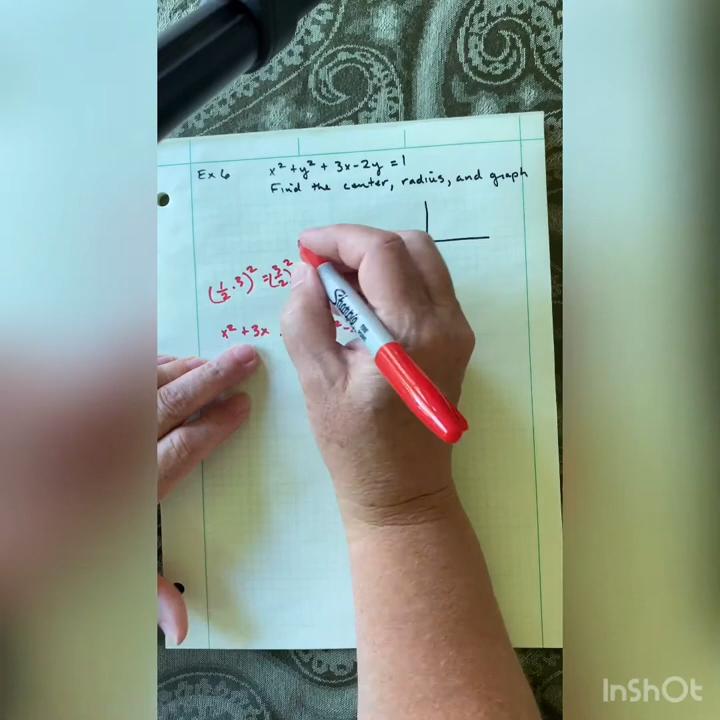 Ex 6 x² + y² + 3x - 2y = 1
Find the center, radius, and graph
(1/2 · 3)² = (3/2)²
x² + 3x
Sharpie
InShOt